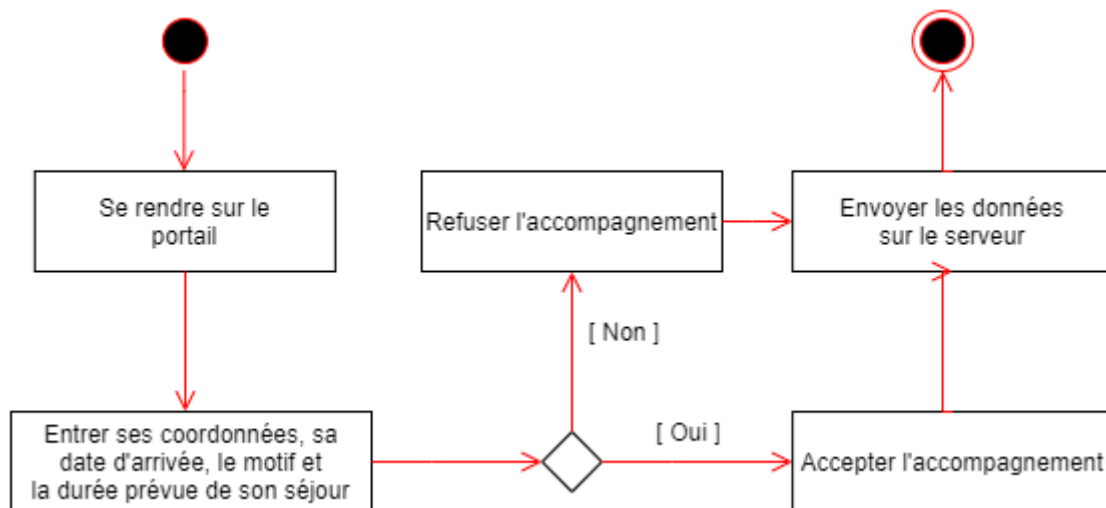 Se rendre sur le
portail
Refuser l'accompagnement
Envoyer les données
sur le serveur
[ Non ]
Entrer ses coordonnées, sa
date d'arrivée, le motif et
la durée prévue de son séjour
[ Oui ]
Accepter l'accompagnement